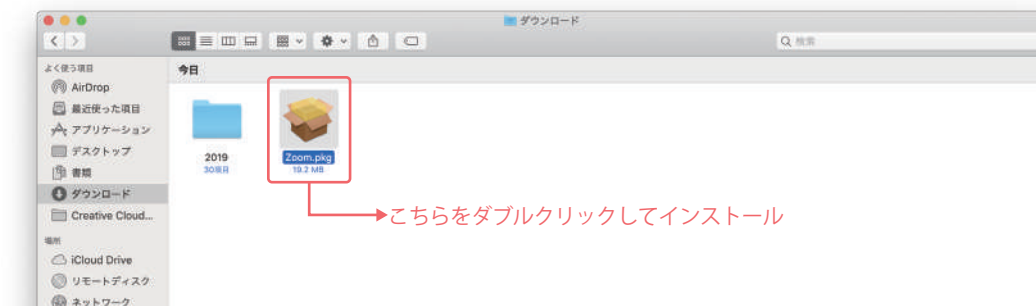 ダウンロード
検索
よく使う項目
今日
AirDrop
最近使った項目
アプリケーション
デスクトップ
書類
ダウンロード
Creative Cloud...
2019
30項目
Zoom.pkg
19.2 MB
こちらをダブルクリックしてインストール
場所
iCloud Drive
リモートディスク
ネットワーク